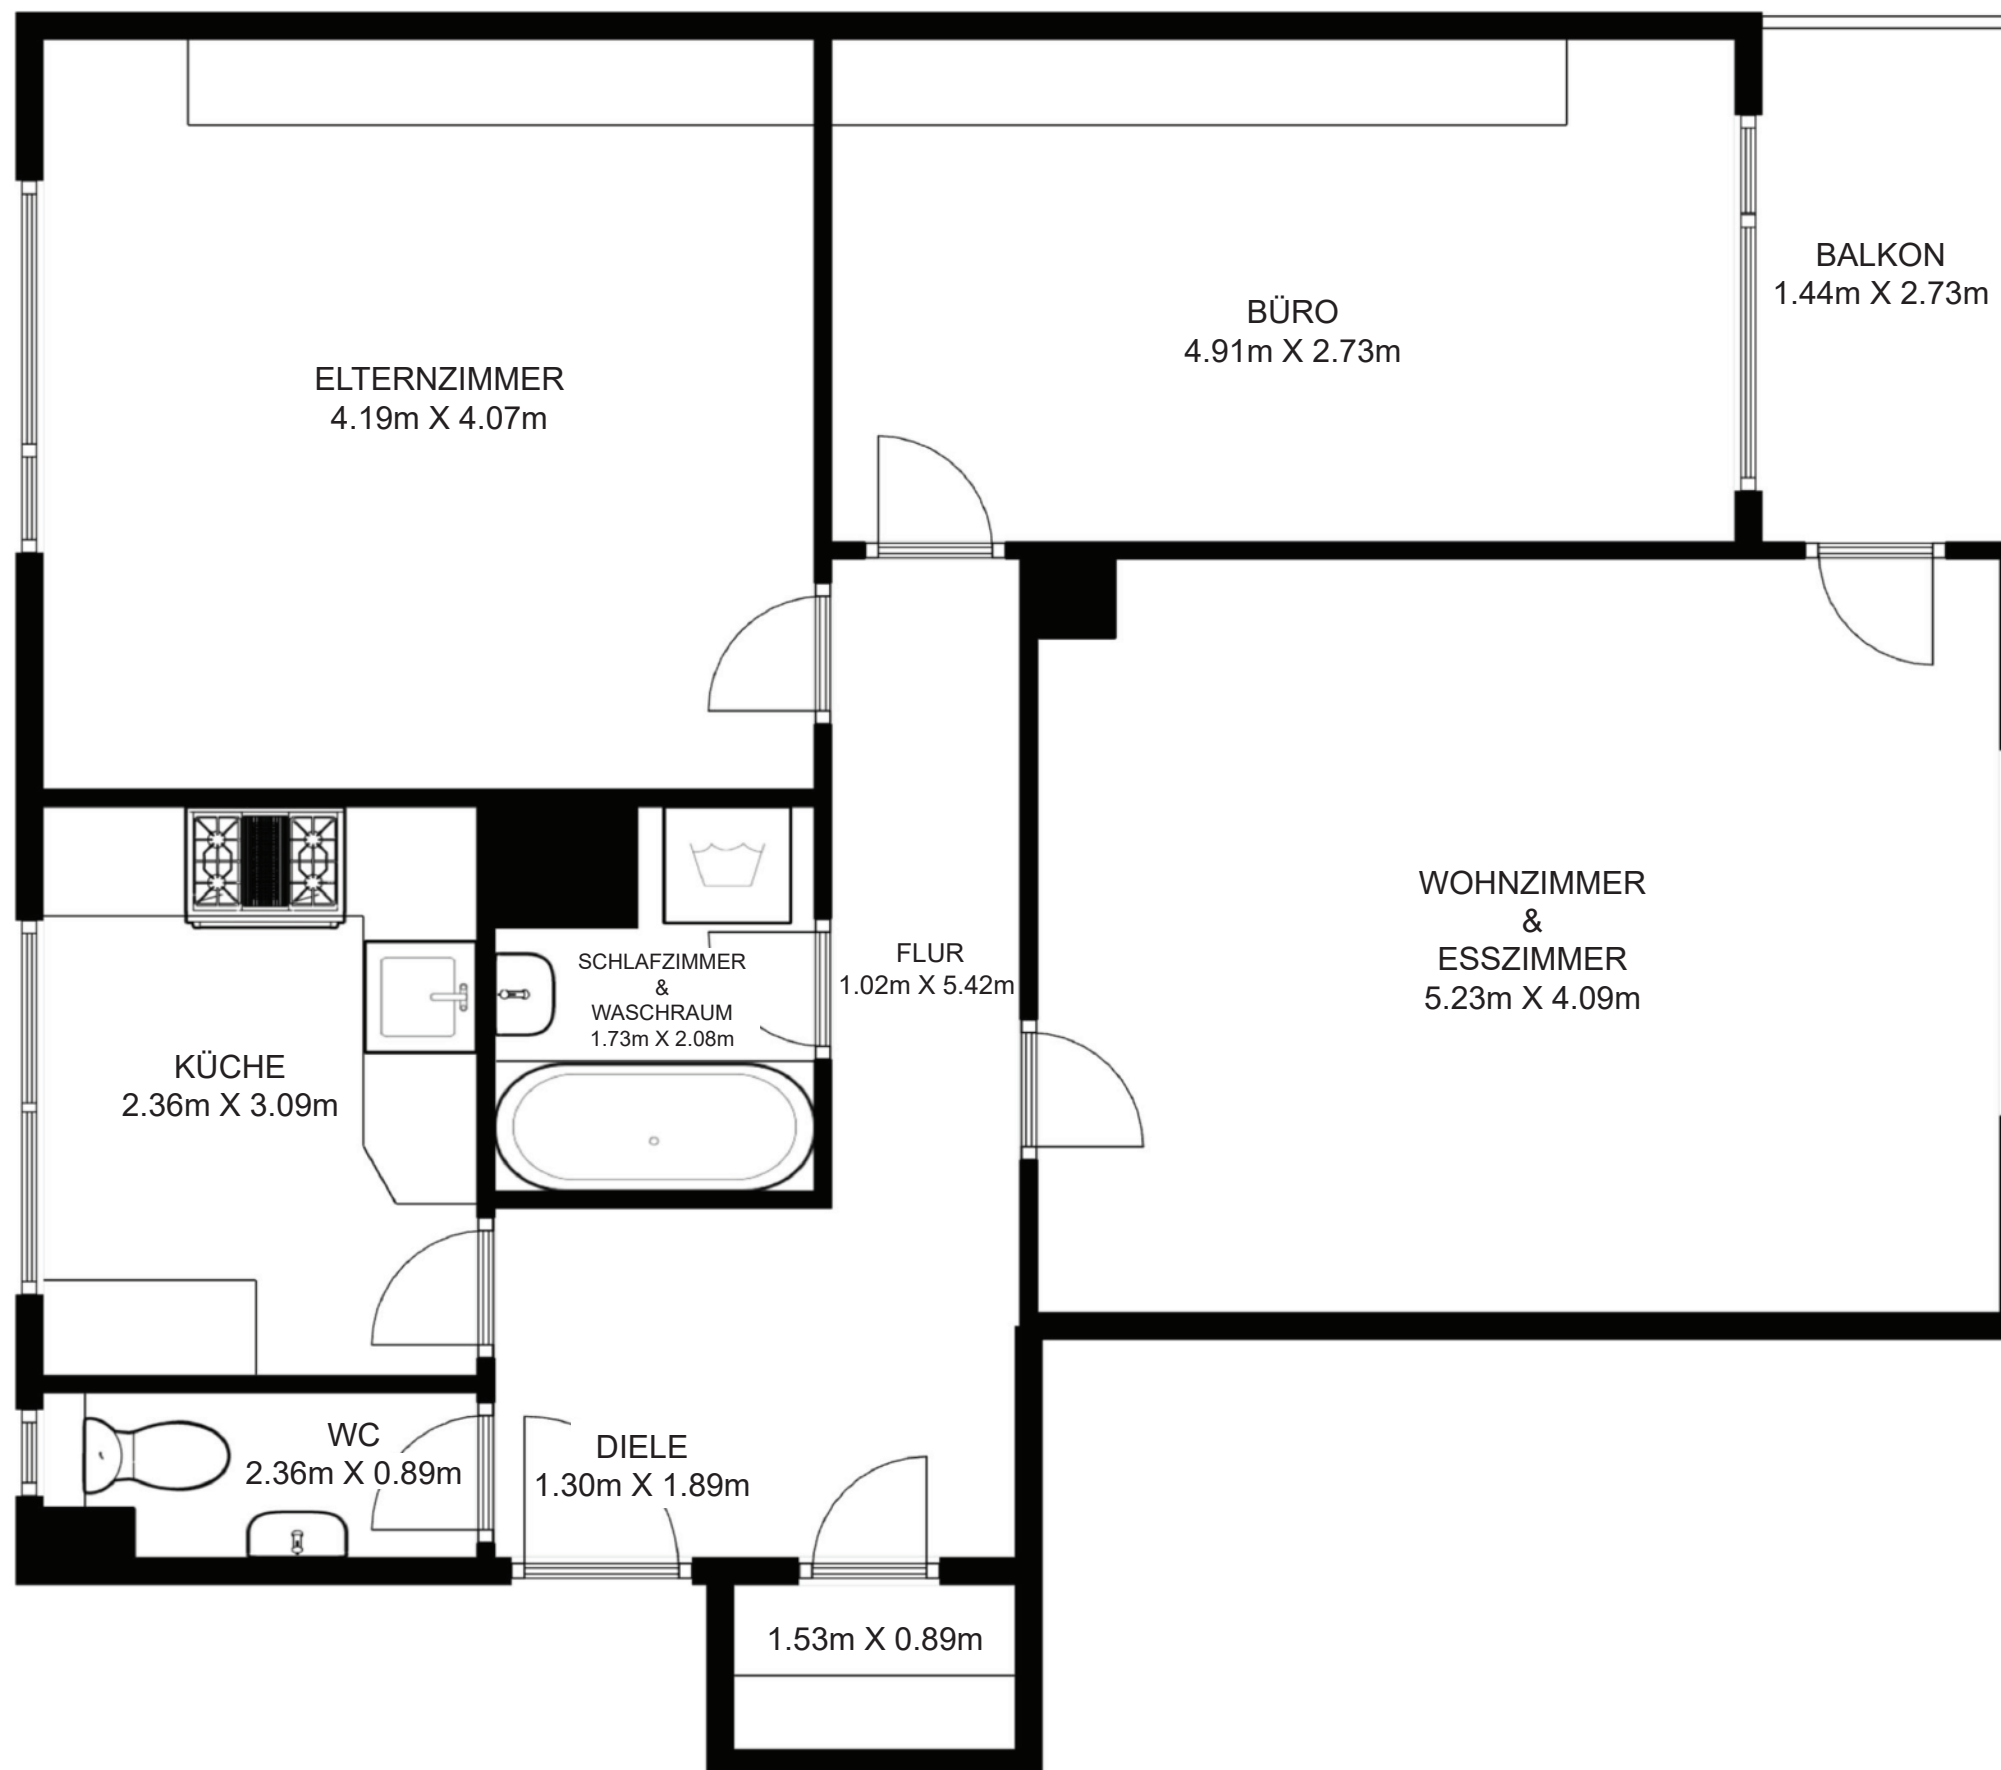 BALKON
1.44m X 2.73m
BÜRO
4.91m X 2.73m
ELTERNZIMMER
4.19m X 4.07m
WOHNZIMMER
&
ESSZIMMER
5.23m X 4.09m
FLUR
1.02m X 5.42m
SCHLAFZIMMER
&
WASCHRAUM
1.73m X 2.08m
KÜCHE
2.36m X 3.09m
WC
2.36m X 0.89m
DIELE
1.30m X 1.89m
1.53m X 0.89m